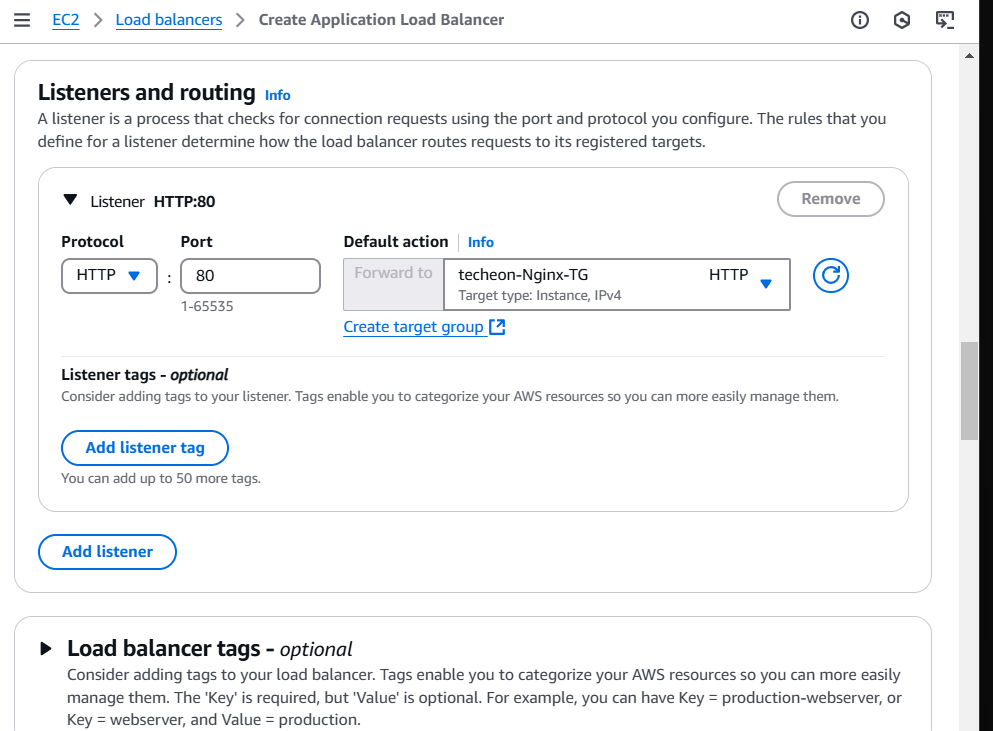 EC2 > Load balancers > Create Application Load Balancer
Listeners and routing Info
A listener is a process that checks for connection requests using the port and protocol you configure. The rules that you
define for a listener determine how the load balancer routes requests to its registered targets.
Listener HTTP:80
Remove
Protocol
Port
Default action
Info
HTTP
:
80
Forward to
techeon-Nginx-TG
HTTP
Target type: Instance, IPv4
1-65535
Create target group
Listener tags - optional
Consider adding tags to your listener. Tags enable you to categorize your AWS resources so you can more easily manage them.
Add listener tag
You can add up to 50 more tags.
Add listener
Load balancer tags - optional
Consider adding tags to your load balancer. Tags enable you to categorize your AWS resources so you can more easily
manage them. The 'Key' is required, but 'Value' is optional. For example, you can have Key = production-webserver, or
Key = webserver, and Value = production.